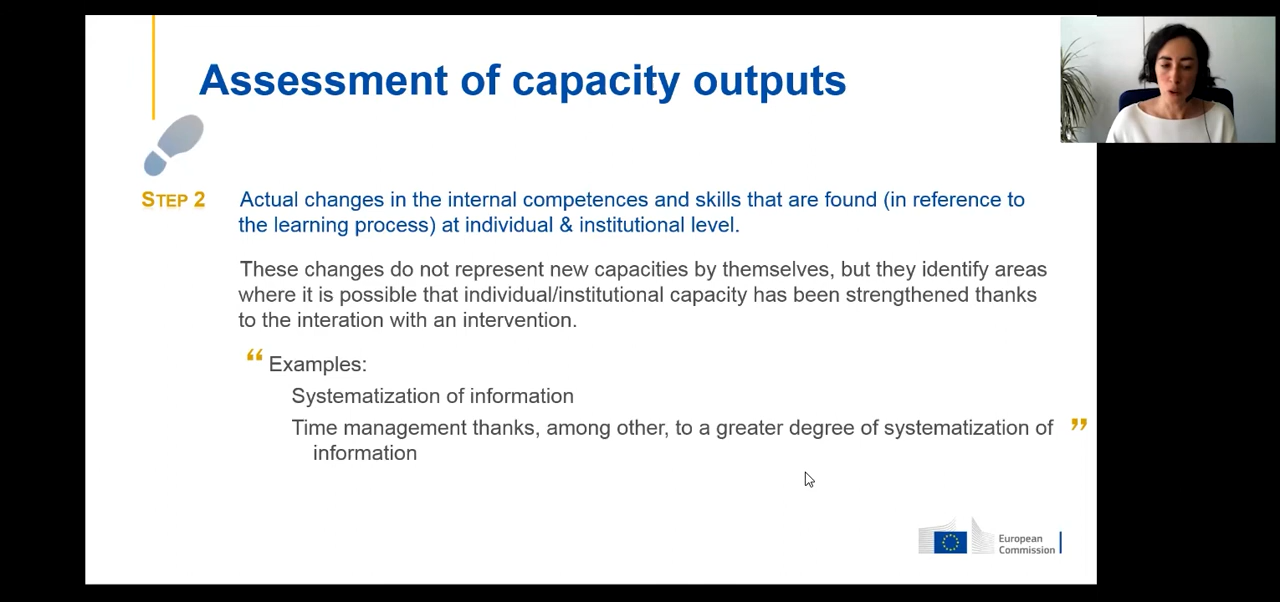 Assessment of capacity outputs
STEP 2
Actual changes in the internal competences and skills that are found (in reference to
the learning process) at individual & institutional level.
These changes do not represent new capacities by themselves, but they identify areas
where it is possible that individual/institutional capacity has been strengthened thanks
to the interation with an intervention.
“ Examples:
Systematization of information
Time management thanks, among other, to a greater degree of systematization of ”
information
European
Commission